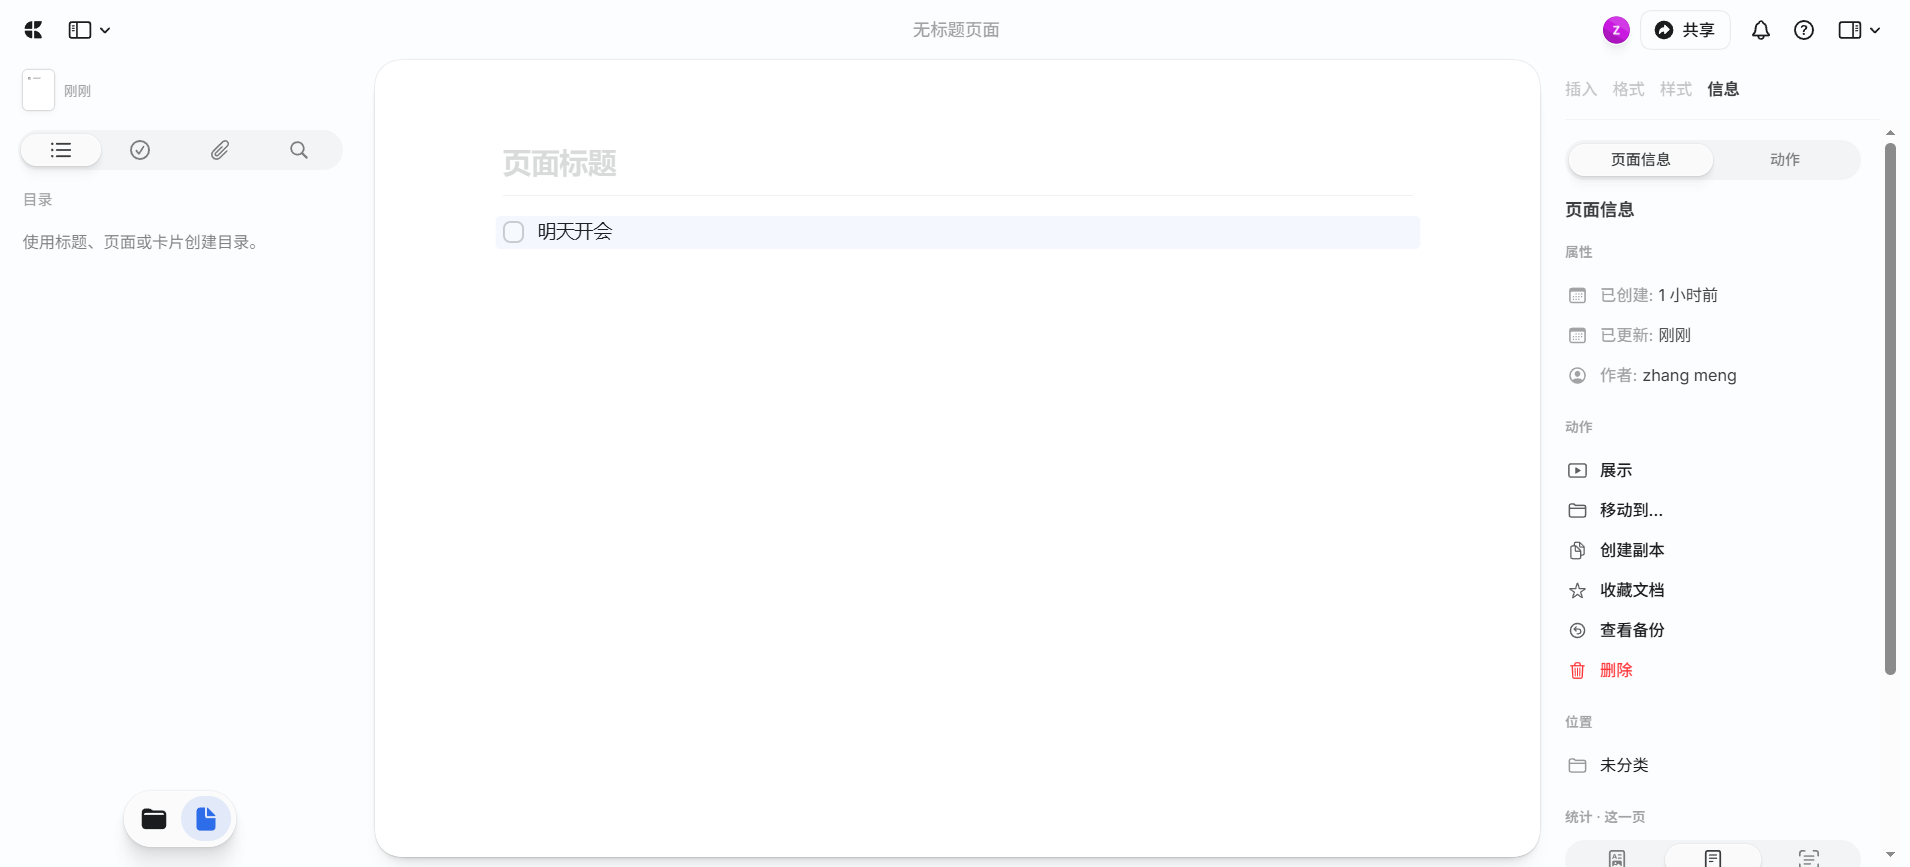 无标题页面
Z
共享
刚刚
插入 格式 样式 信息
页面信息 动作
目录
使用标题、页面或卡片创建目录。
页面标题
明天开会
页面信息
属性
已创建: 1 小时前
已更新: 刚刚
作者: zhang meng
动作
展示
移动到...
创建副本
收藏文档
查看备份
删除
位置
未分类
统计 · 这一页